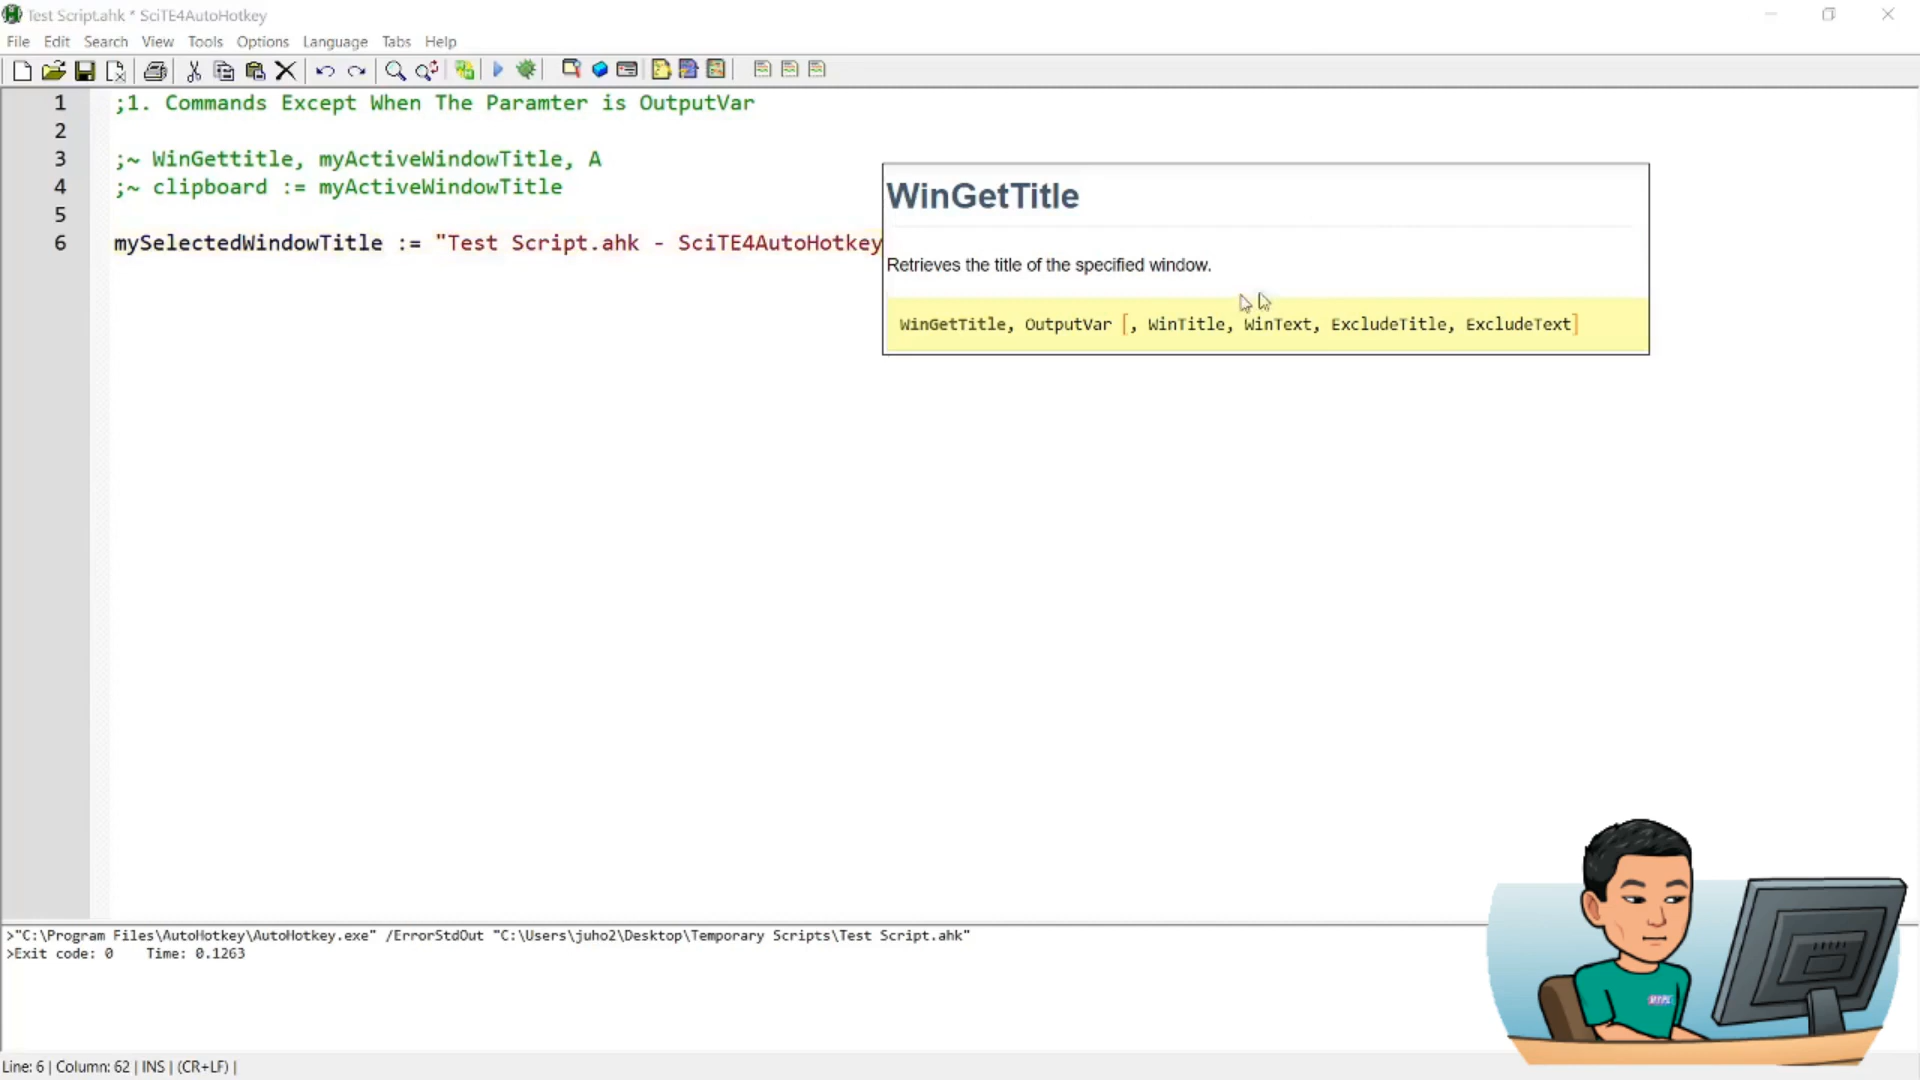 Test Script.ahk * SciTE4AutoHotkey
File Edit Search View Tools Options Language Tabs Help
1 ;1. Commands Except When The Paramter is OutputVar
2
3 ;~ WinGettitle, myActiveWindowTitle, A
4 ;~ clipboard := myActiveWindowTitle
5
6 mySelectedWindowTitle := "Test Script.ahk - SciTE4AutoHotkey
WinGetTitle
Retrieves the title of the specified window.
WinGetTitle, OutputVar [, WinTitle, WinText, ExcludeTitle, ExcludeText]
>"C:\Program Files\AutoHotkey\AutoHotkey.exe" /ErrorStdOut "C:\Users\juho2\Desktop\Temporary Scripts\Test Script.ahk"
>Exit code: 0    Time: 0.1263
Line: 6 | Column: 62 | INS | (CR+LF) |